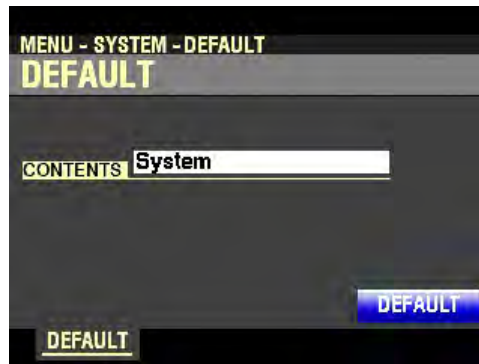 MENU - SYSTEM - DEFAULT
DEFAULT
CONTENTS System
DEFAULT
DEFAULT